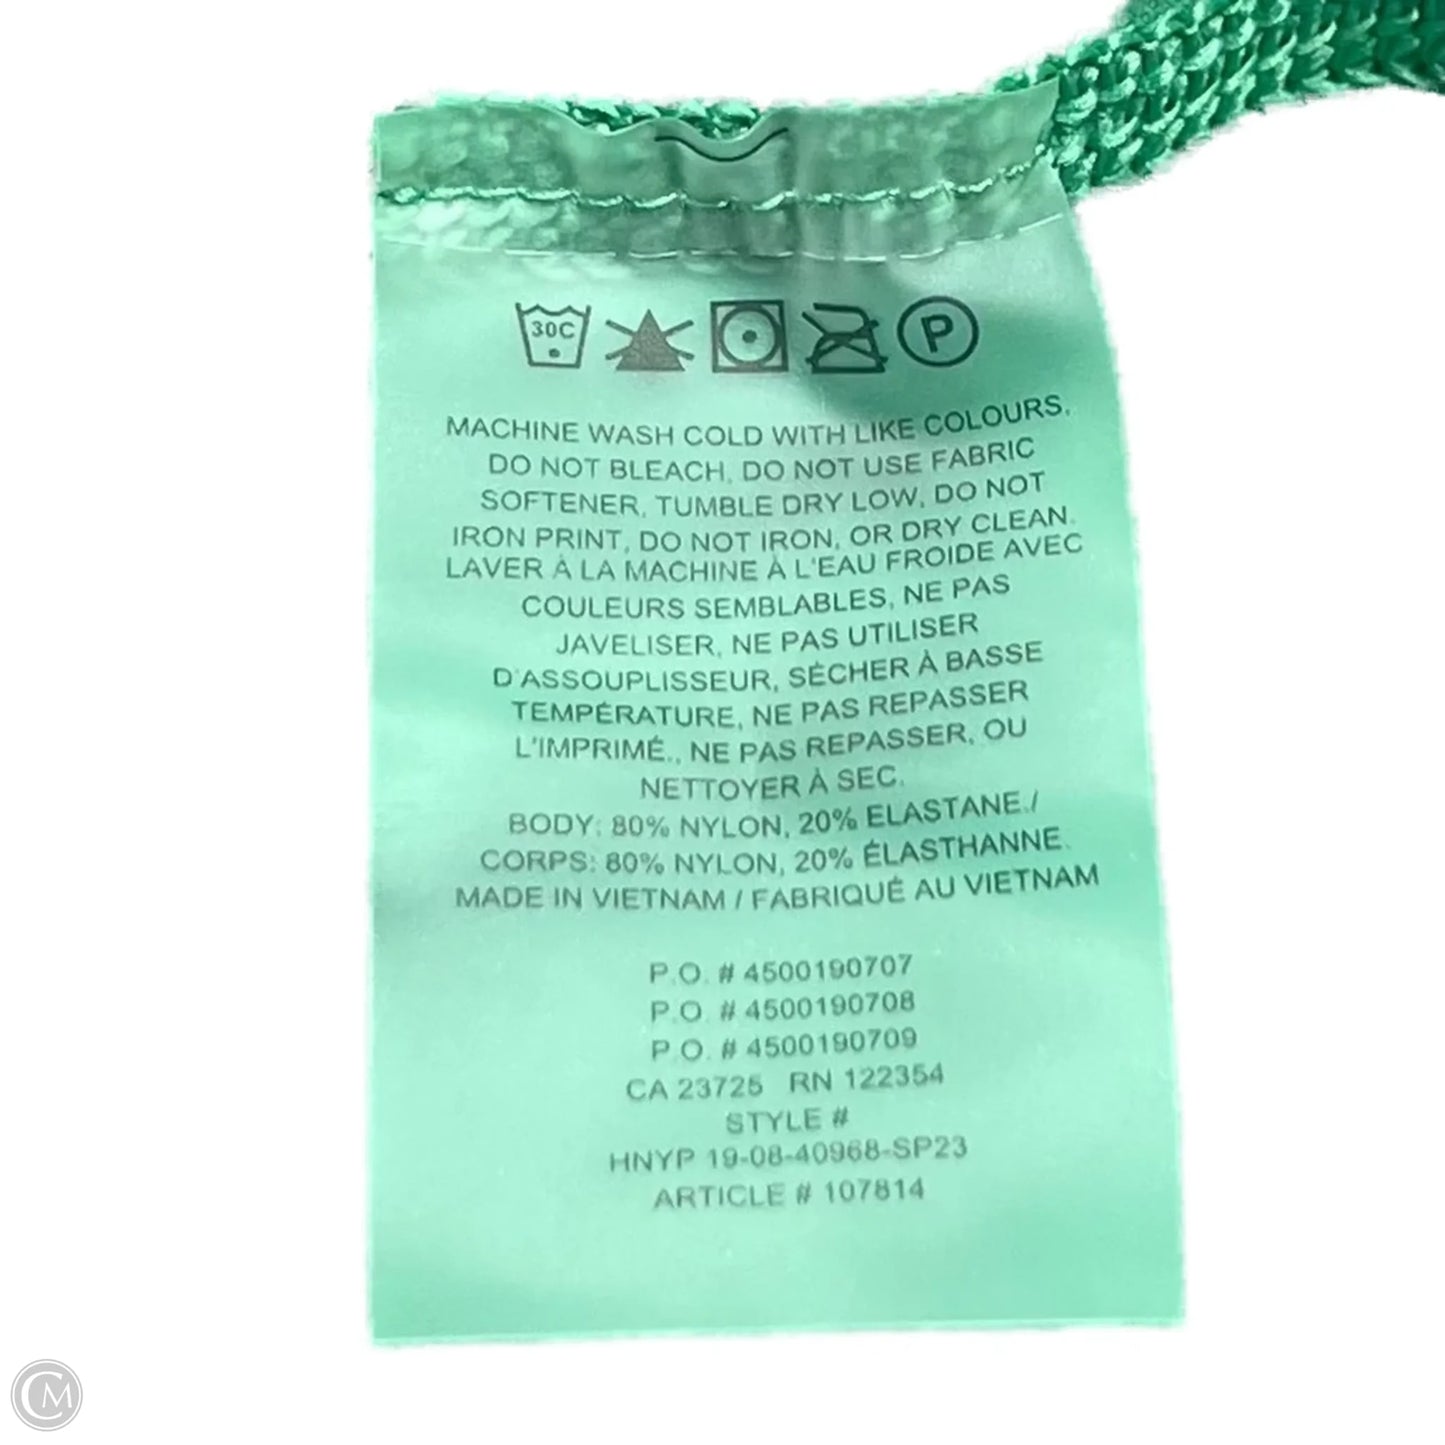 30C
P
MACHINE WASH COLD WITH LIKE COLOURS,
DO NOT BLEACH, DO NOT USE FABRIC
SOFTENER, TUMBLE DRY LOW, DO NOT
IRON PRINT, DO NOT IRON, OR DRY CLEAN.
LAVER À LA MACHINE À L'EAU FROIDE AVEC
COULEURS SEMBLABLES, NE PAS
JAVELISER, NE PAS UTILISER
D'ASSOUPLISSEUR, SÉCHER À BASSE
TEMPÉRATURE, NE PAS REPASSER
L'IMPRIMÉ., NE PAS REPASSER, OU
NETTOYER À SEC.
BODY: 80% NYLON, 20% ELASTANE./
CORPS: 80% NYLON, 20% ÉLASTHANNE.
MADE IN VIETNAM / FABRIQUÉ AU VIETNAM
P.O. # 4500190707
P.O. # 4500190708
P.O. # 4500190709
CA 23725 RN 122354
STYLE #
HNYP 19-08-40968-SP23
ARTICLE # 107814
CM